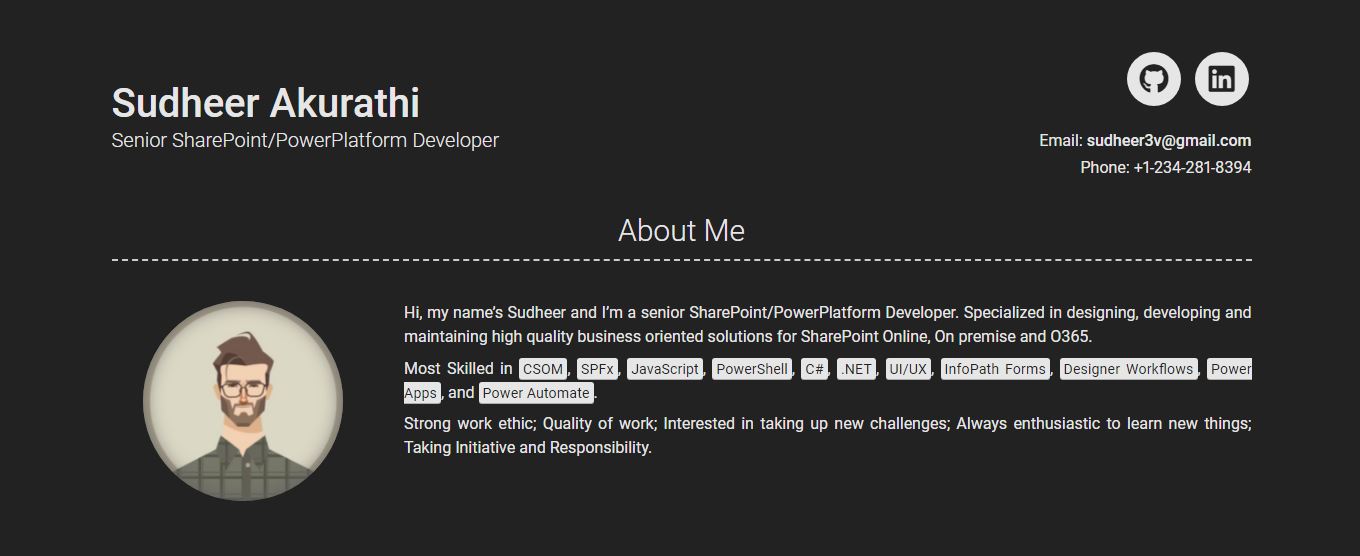 Sudheer Akurathi
Senior SharePoint/PowerPlatform Developer
in
Email: sudheer3v@gmail.com
Phone: +1-234-281-8394
About Me
Hi, my name's Sudheer and I'm a senior SharePoint/PowerPlatform Developer. Specialized in designing, developing and
maintaining high quality business oriented solutions for SharePoint Online, On premise and O365.
Most Skilled in CSOM, SPFx, JavaScript, PowerShell, C#, .NET, UI/UX, InfoPath Forms, Designer Workflows, Power
Apps, and Power Automate.
Strong work ethic; Quality of work; Interested in taking up new challenges; Always enthusiastic to learn new things;
Taking Initiative and Responsibility.